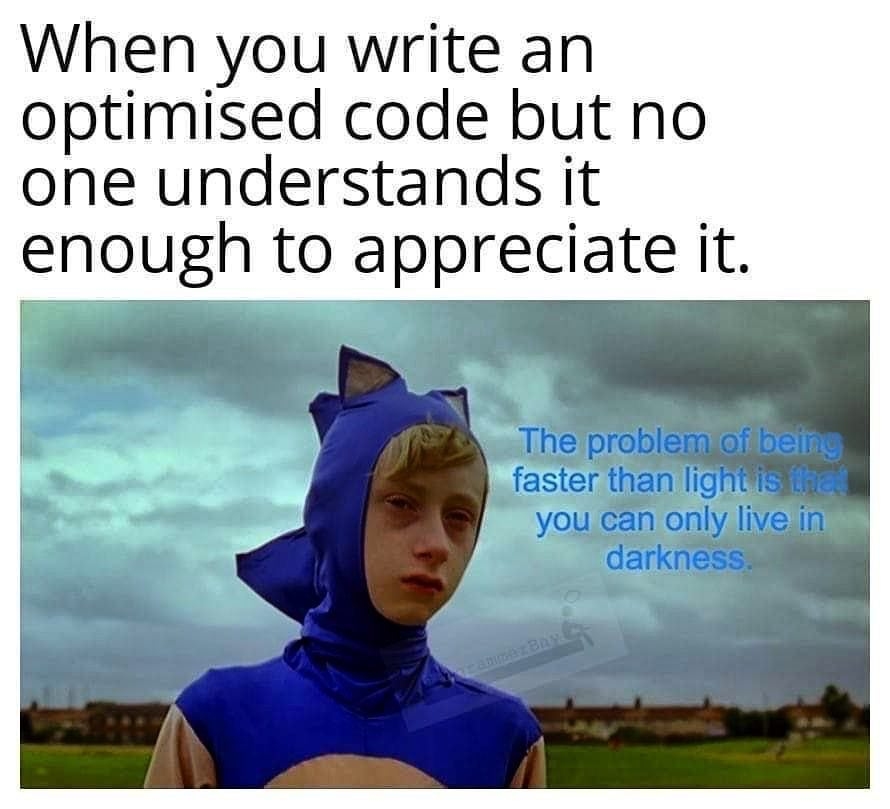 When you write an
optimised code but no
one understands it
enough to appreciate it.
The problem of being
faster than light is that
you can only live in
darkness.